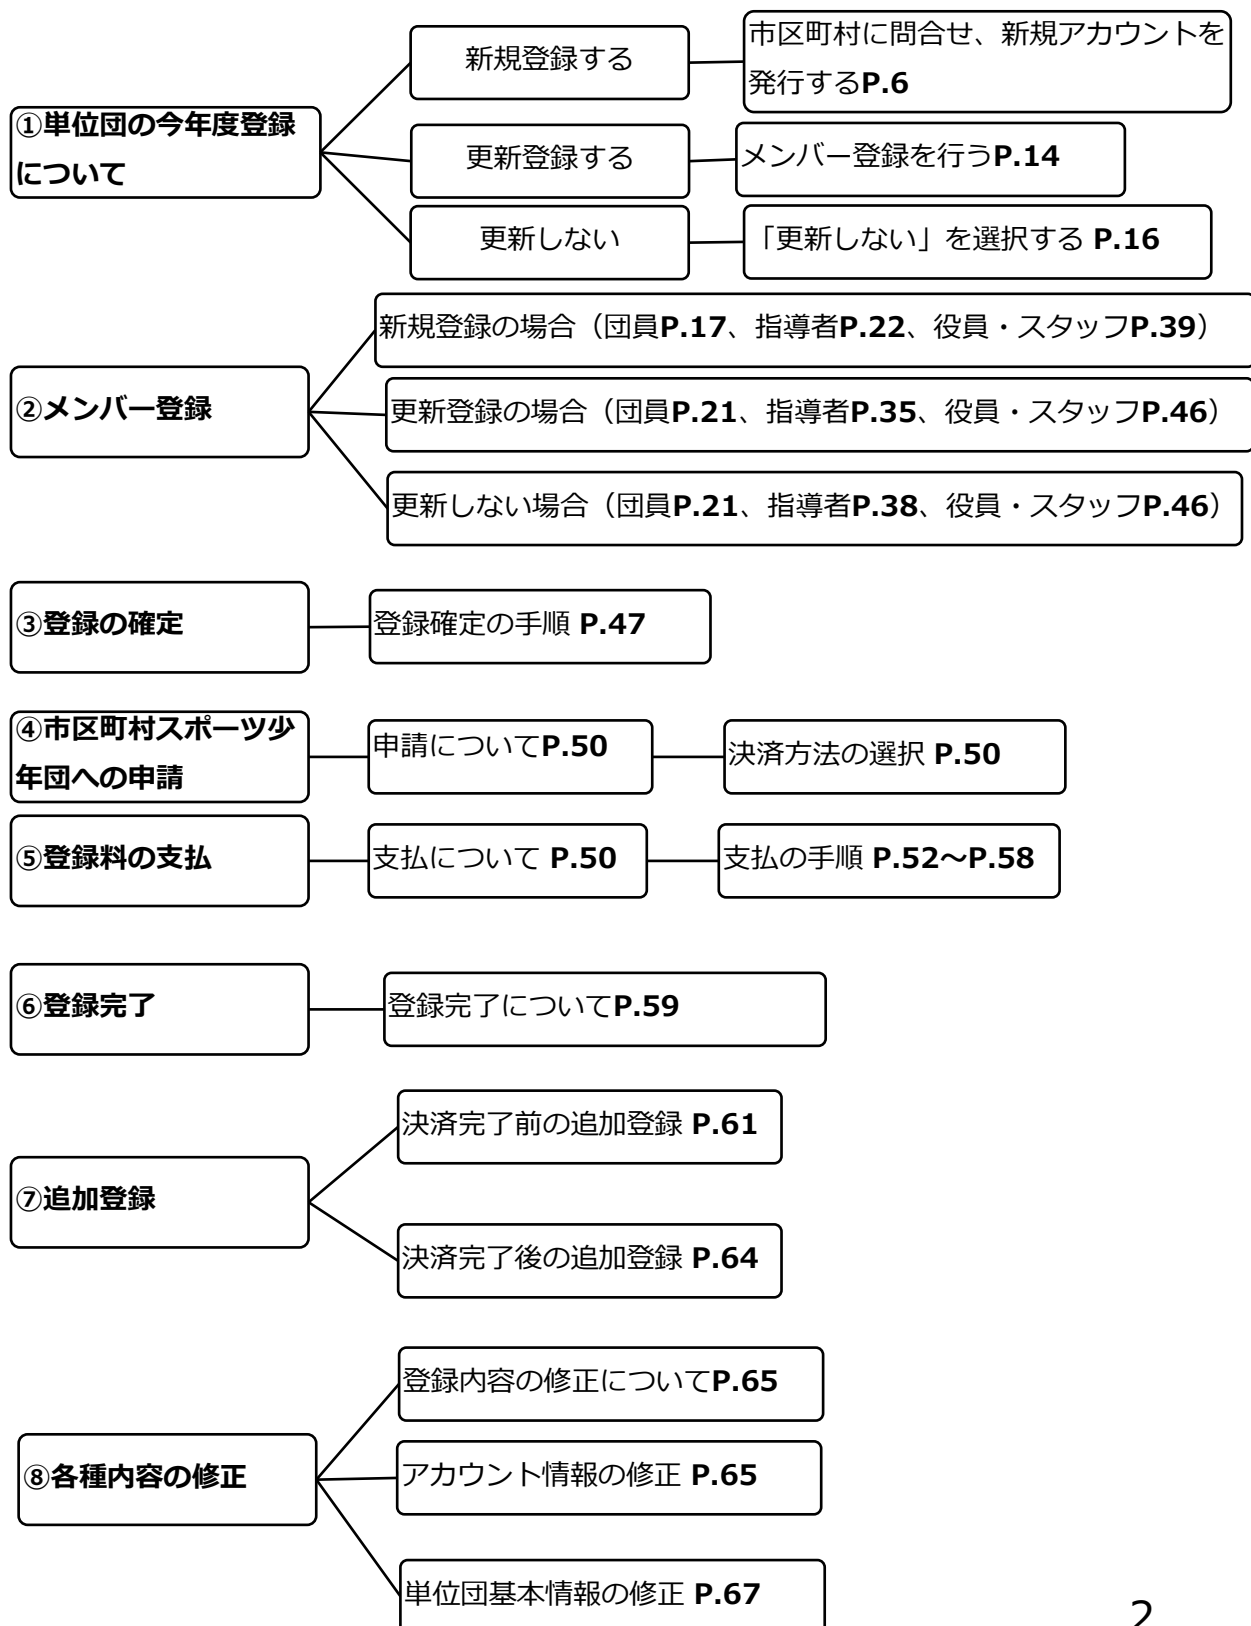 ①単位団の今年度登録
について
新規登録する
市区町村に問合せ、新規アカウントを
発行するP.6
更新登録する
メンバー登録を行うP.14
更新しない
「更新しない」を選択する P.16
②メンバー登録
新規登録の場合（団員P.17、指導者P.22、役員・スタッフP.39）
更新登録の場合（団員P.21、指導者P.35、役員・スタッフP.46）
更新しない場合（団員P.21、指導者P.38、役員・スタッフP.46）
③登録の確定
登録確定の手順 P.47
④市区町村スポーツ少
年団への申請
申請についてP.50
決済方法の選択 P.50
⑤登録料の支払
支払について P.50
支払の手順 P.52～P.58
⑥登録完了
登録完了についてP.59
⑦追加登録
決済完了前の追加登録 P.61
決済完了後の追加登録 P.64
⑧各種内容の修正
登録内容の修正についてP.65
アカウント情報の修正 P.65
単位団基本情報の修正 P.67
2